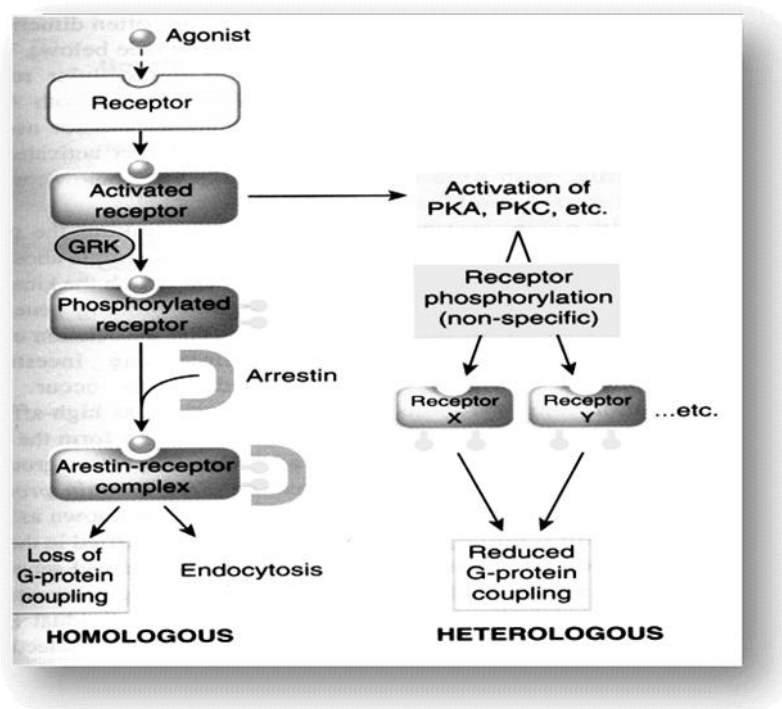 Agonist
Receptor
Activated
receptor
GRK
Phosphorylated
receptor
Arrestin
Arestin-receptor
complex
Loss of
G-protein
coupling
Endocytosis
HOMOLOGOUS
Activation of
PKA, PKC, etc.
Receptor
phosphorylation
(non-specific)
Receptor
X
Receptor
Y
...etc.
Reduced
G-protein
coupling
HETEROLOGOUS